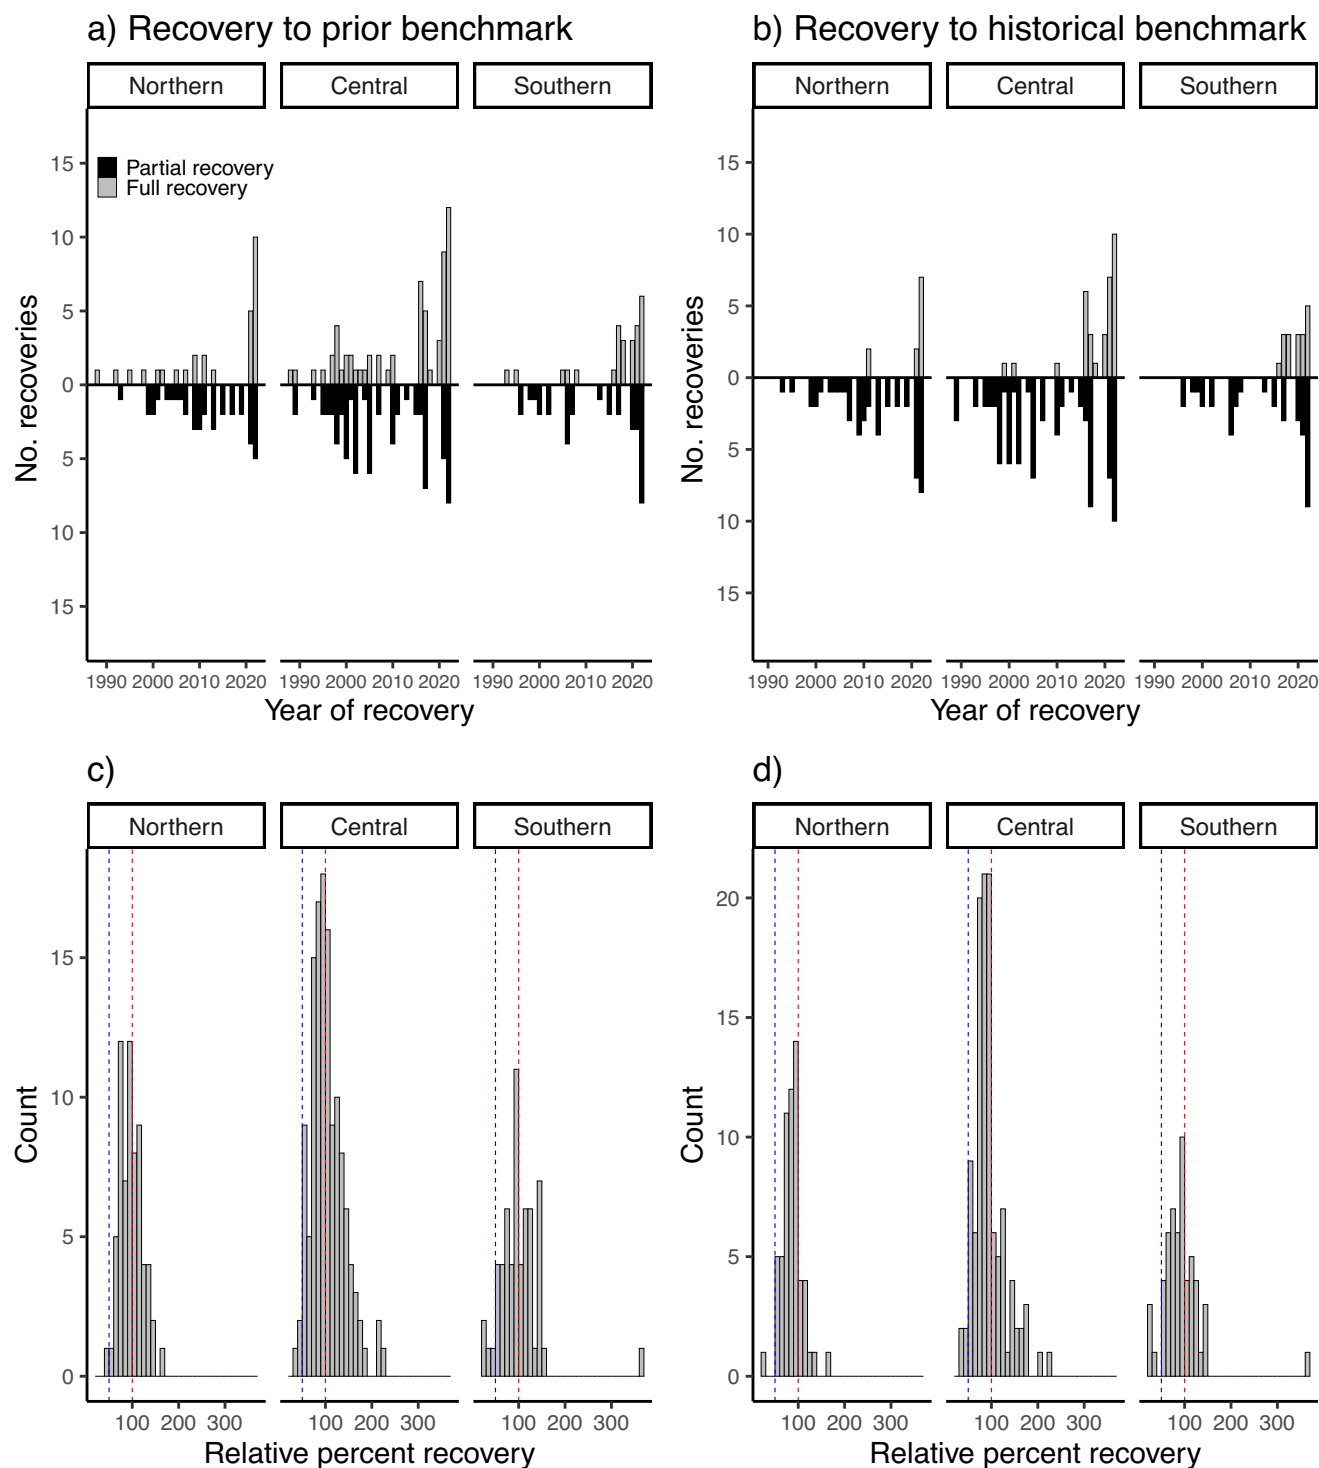 a) Recovery to prior benchmark
b) Recovery to historical benchmark
Northern Central Southern
Northern Central Southern
Partial recovery
Full recovery
15
10
5
0
5
10
15
No. recoveries
1990 2000 2010 2020 1990 2000 2010 2020 1990 2000 2010 2020
Year of recovery
15
10
5
0
5
10
15
No. recoveries
1990 2000 2010 2020 1990 2000 2010 2020 1990 2000 2010 2020
Year of recovery
c)
d)
Northern Central Southern
Northern Central Southern
15
10
5
0
Count
100 200 300 100 200 300 100 200 300
Relative percent recovery
20
15
10
5
0
Count
100 200 300 100 200 300 100 200 300
Relative percent recovery